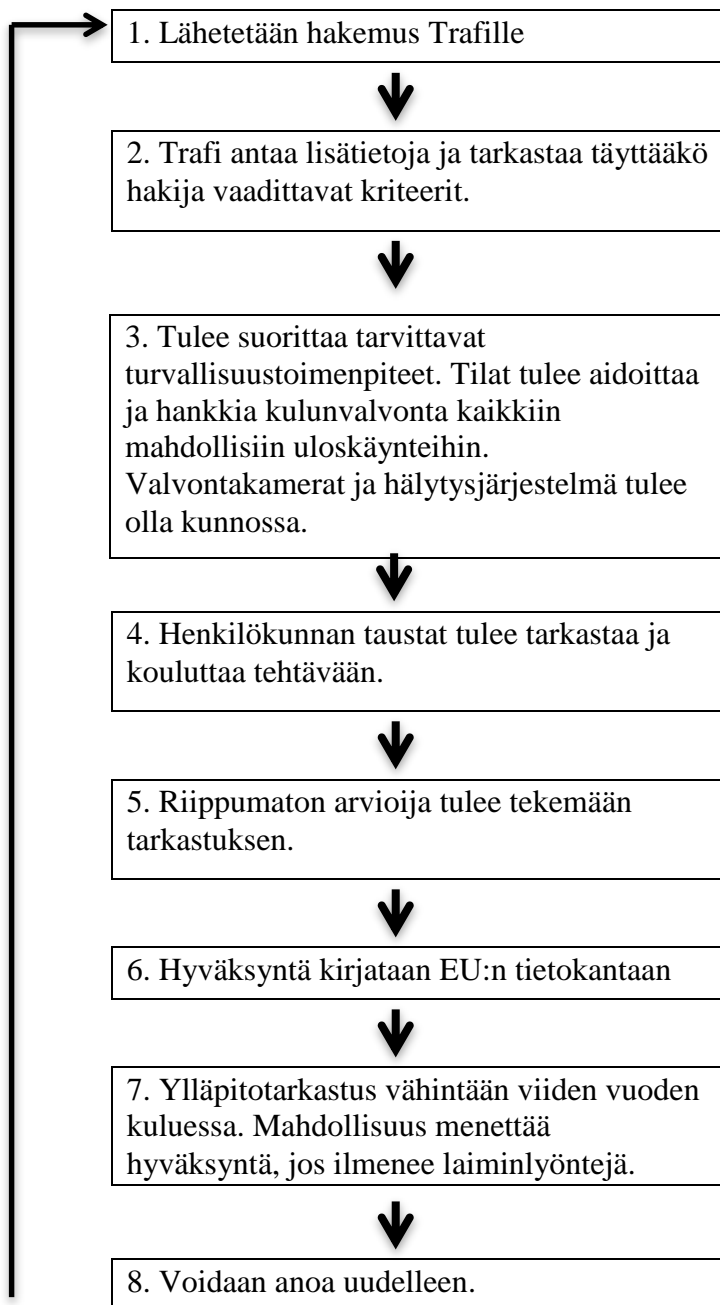 1. Lähetetään hakemus Trafille
2. Trafi antaa lisätietoja ja tarkastaa täyttääkö
hakija vaadittavat kriteerit.
3. Tulee suorittaa tarvittavat
turvallisuustoimenpiteet. Tilat tulee aidoittaa
ja hankkia kulunvalvonta kaikkiin
mahdollisiin uloskäynteihin.
Valvontakamerat ja hälytysjärjestelmä tulee
olla kunnossa.
4. Henkilökunnan taustat tulee tarkastaa ja
kouluttaa tehtävään.
5. Riippumaton arvioija tulee tekemään
tarkastuksen.
6. Hyväksyntä kirjataan EU:n tietokantaan
7. Ylläpitotarkastus vähintään viiden vuoden
kuluessa. Mahdollisuus menettää
hyväksyntä, jos ilmenee laiminlyöntejä.
8. Voidaan anoa uudelleen.